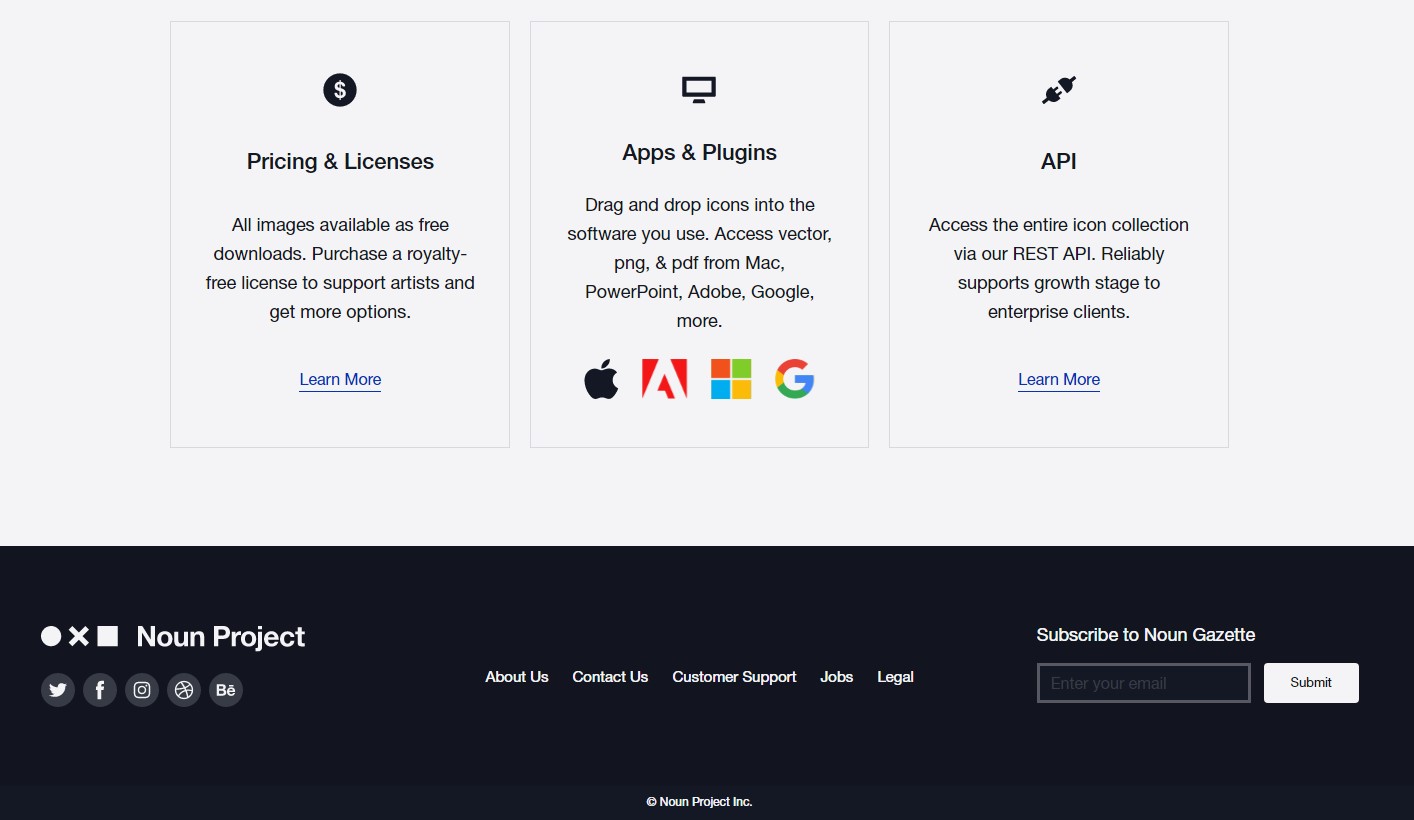 Pricing & Licenses
All images available as free
downloads. Purchase a royalty-
free license to support artists and
get more options.
Learn More
Apps & Plugins
Drag and drop icons into the
software you use. Access vector,
png, & pdf from Mac,
PowerPoint, Adobe, Google,
more.
API
Access the entire icon collection
via our REST API. Reliably
supports growth stage to
enterprise clients.
Learn More
Noun Project
Bē
About Us Contact Us Customer Support Jobs Legal
Subscribe to Noun Gazette
Enter your email Submit
© Noun Project Inc.